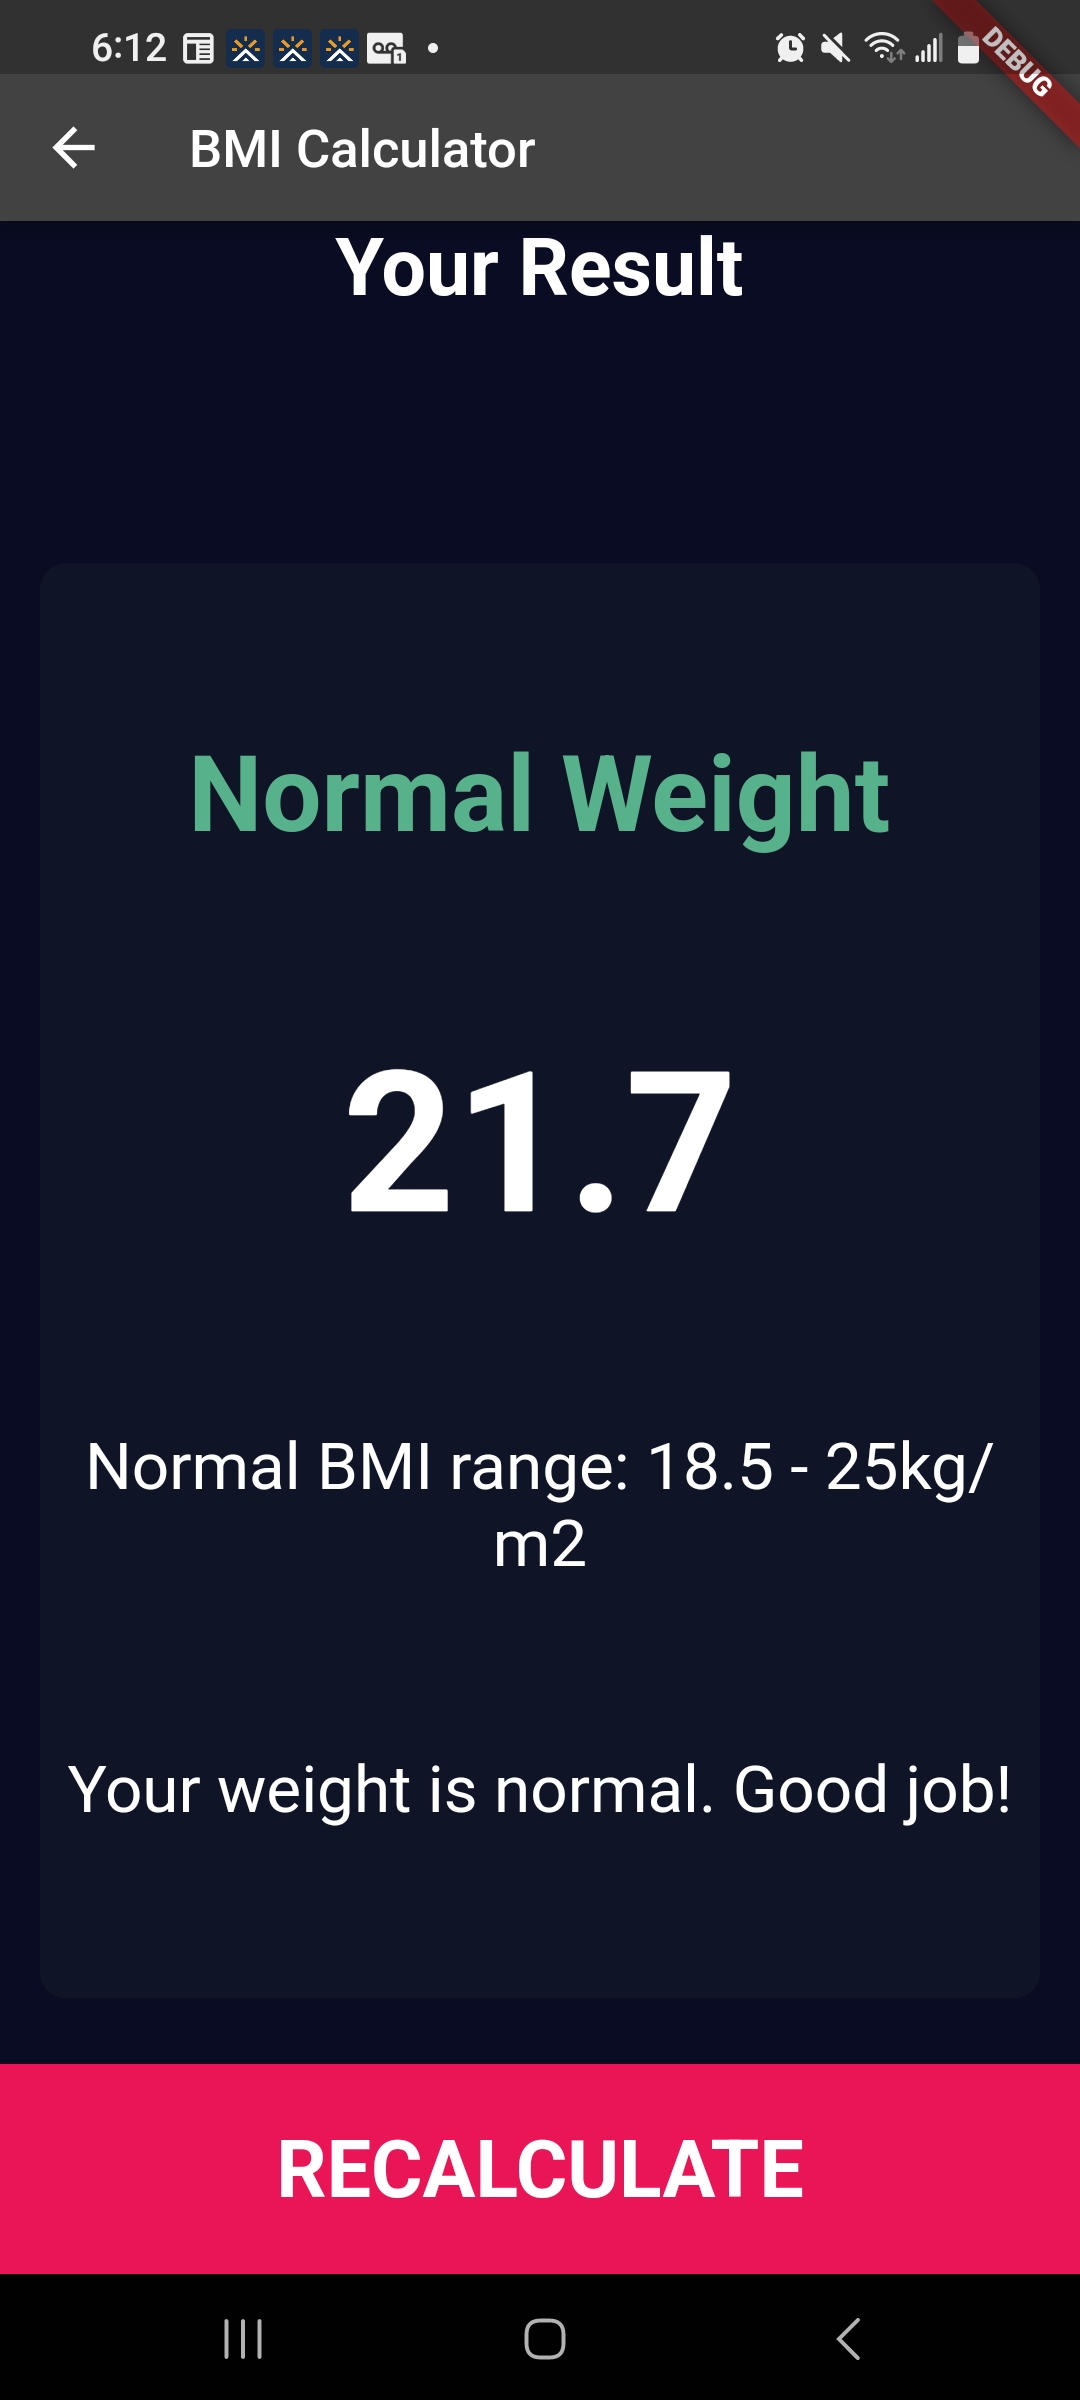 6:12
1
DEBUG
BMI Calculator
Your Result
Normal Weight
21.7
Normal BMI range: 18.5 - 25kg/
m2
Your weight is normal. Good job!
RECALCULATE